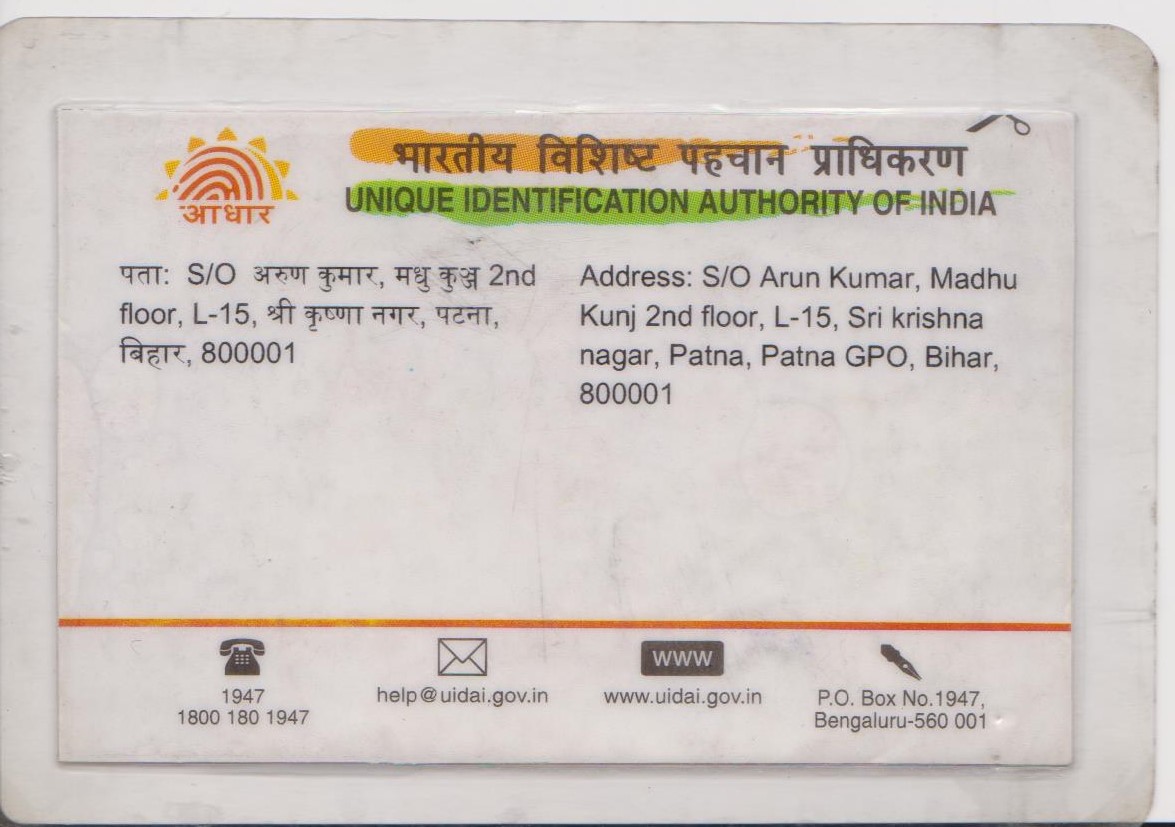 भारतीय विशिष्ट पहचान प्राधिकरण
UNIQUE IDENTIFICATION AUTHORITY OF INDIA
आधार
पता: S/O अरुण कुमार, मधु कुञ्ज 2nd
floor, L-15, श्री कृष्णा नगर, पटना,
बिहार, 800001
Address: S/O Arun Kumar, Madhu
Kunj 2nd floor, L-15, Sri krishna
nagar, Patna, Patna GPO, Bihar,
800001
1947
1800 180 1947
help@uidai.gov.in
WWW
www.uidai.gov.in
P.O. Box No.1947,
Bengaluru-560 001